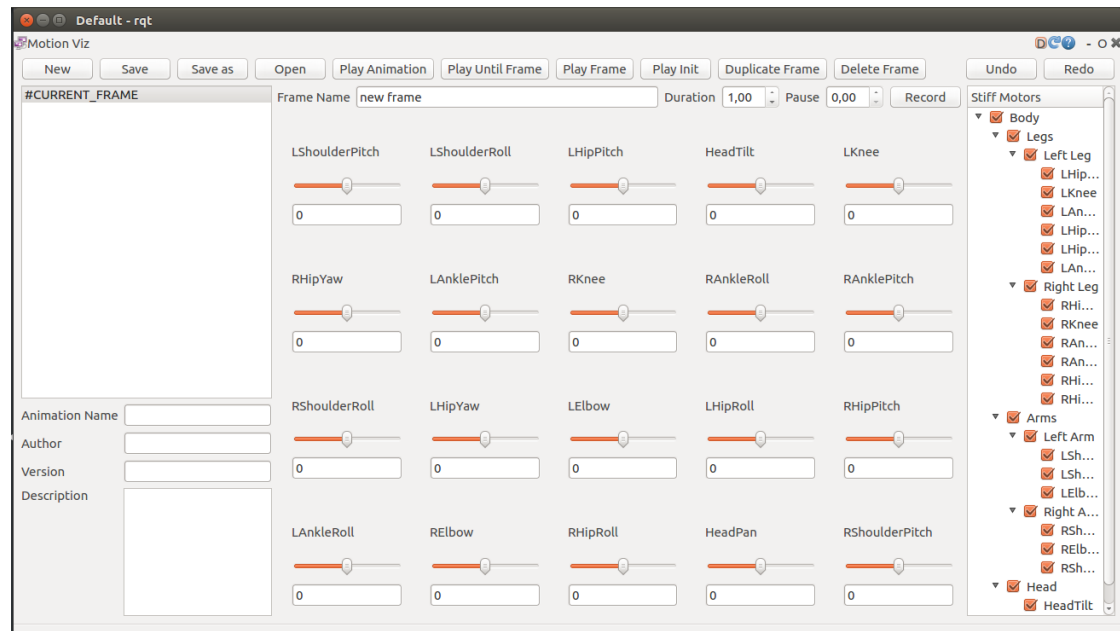 Default - rqt
Motion Viz
D C ? - O ✖
New Save Save as Open Play Animation Play Until Frame Play Frame Play Init Duplicate Frame Delete Frame Undo Redo
#CURRENT_FRAME
Frame Name new frame Duration 1,00 Pause 0,00 Record
LShoulderPitch LShoulderRoll LHipPitch HeadTilt LKnee
0 0 0 0 0
RHipYaw LAnklePitch RKnee RAnkleRoll RAnklePitch
0 0 0 0 0
RShoulderRoll LHipYaw LElbow LHipRoll RHipPitch
0 0 0 0 0
LAnkleRoll RElbow RHipRoll HeadPan RShoulderPitch
0 0 0 0 0
Animation Name
Author
Version
Description
Stiff Motors
Body
Legs
Left Leg
LHip...
LKnee
LAn...
LHip...
LHip...
LAn...
Right Leg
RHi...
RKnee
RAn...
RAn...
RHi...
RHi...
Arms
Left Arm
LSh...
LSh...
LElb...
Right A...
RSh...
RElb...
RSh...
Head
HeadTilt